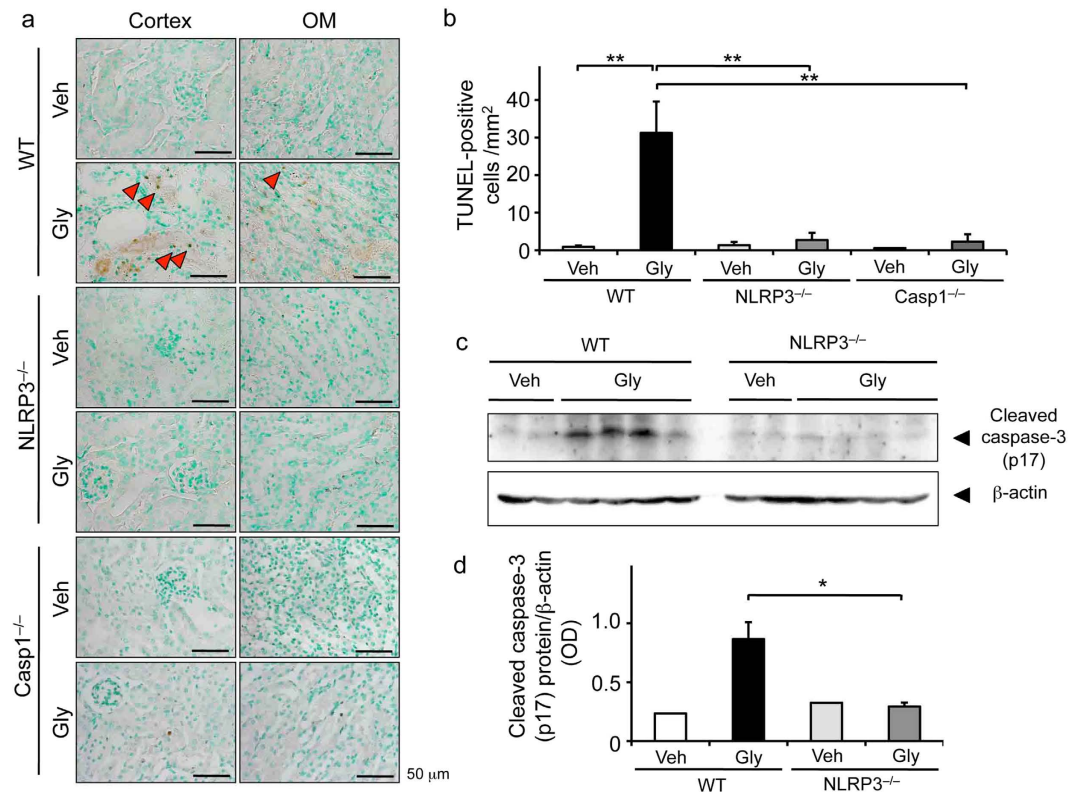 a
Cortex
OM
WT
Veh
Gly
NLRP3–/–
Veh
Gly
Casp1–/–
Veh
Gly
50 μm
b
TUNEL-positive
cells /mm2
40
30
20
10
0
Veh
Gly
Veh
Gly
Veh
Gly
WT
NLRP3–/–
Casp1–/–
**
**
**
c
WT
NLRP3–/–
Veh
Gly
Veh
Gly
Cleaved
caspase-3
(p17)
β-actin
d
Cleaved caspase-3
(p17) protein/β-actin
(OD)
1.0
0.5
0
*
Veh
Gly
Veh
Gly
WT
NLRP3–/–